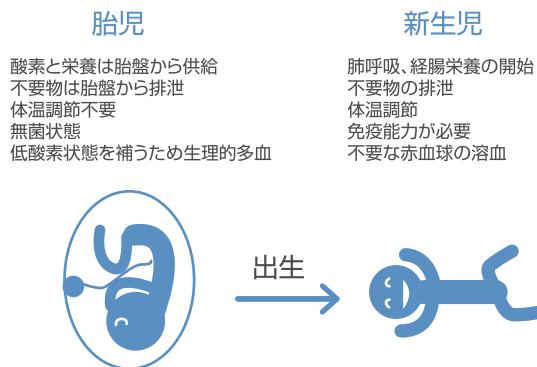 胎児
酸素と栄養は胎盤から供給
不要物は胎盤から排泄
体温調節不要
無菌状態
低酸素状態を補うため生理的多血
新生児
肺呼吸、経腸栄養の開始
不要物の排泄
体温調節
免疫能力が必要
不要な赤血球の溶血
出生